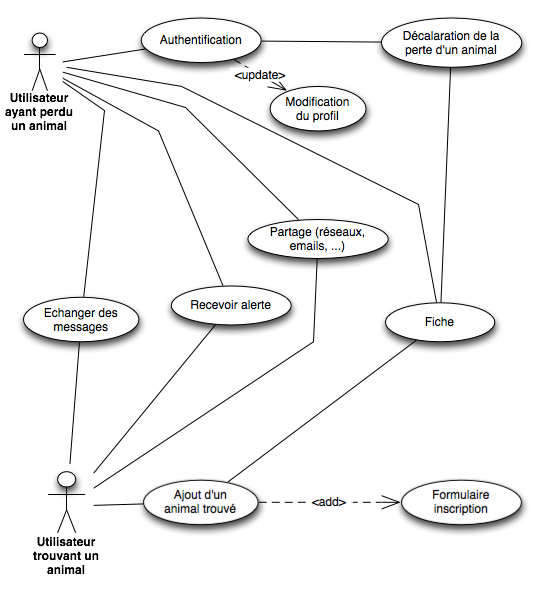 Authentification
Décalaration de la
perte d'un animal
<update>
Utilisateur
ayant perdu
un animal
Modification
du profil
Partage (réseaux,
emails, ...)
Echanger des
messages
Recevoir alerte
Fiche
Ajout d'un
animal trouvé
<add>
Formulaire
inscription
Utilisateur
trouvant un
animal